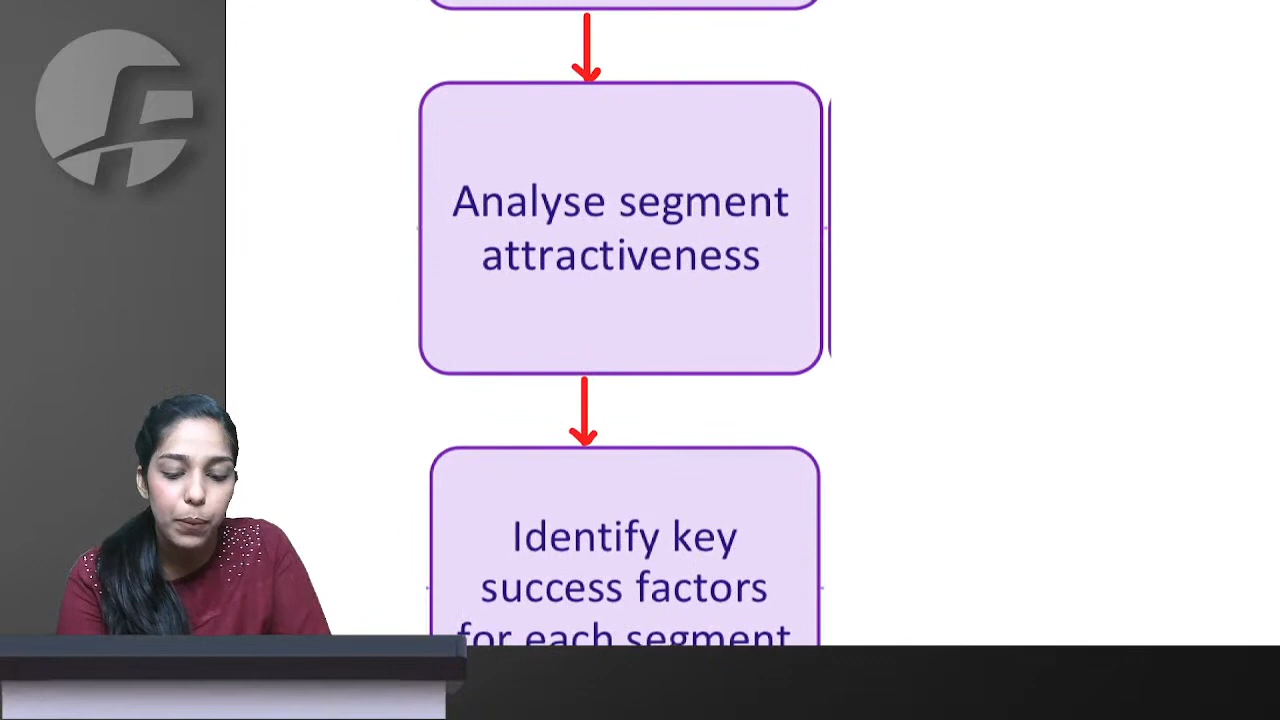 Analyse segment
attractiveness
Identify key
success factors
for each segment